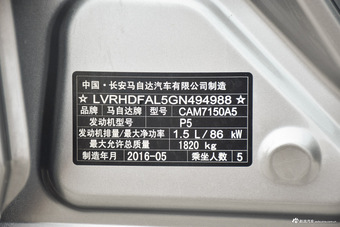 中国·长安马自达汽车有限公司制造
☆ LVRHDFAL5GN494988 ☆
品牌 马自达牌 型号 CAM7150A5
发动机型号 P5
发动机排量/最大净功率 1.5 L/86 kW
最大允许总质量 1820 kg
制造年月 2016-05 乘坐人数 5